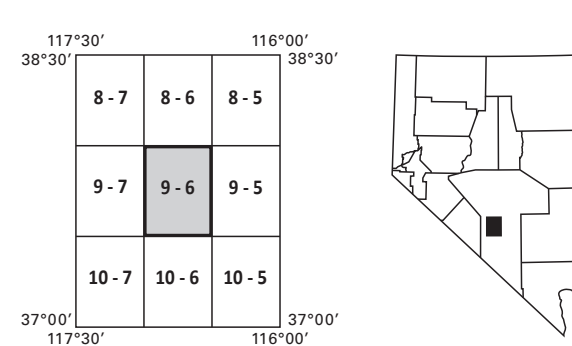 117°30′ 116°00′
38°30′ 38°30′
8 - 7 8 - 6 8 - 5
9 - 7 9 - 6 9 - 5
10 - 7 10 - 6 10 - 5
37°00′ 37°00′
117°30′ 116°00′